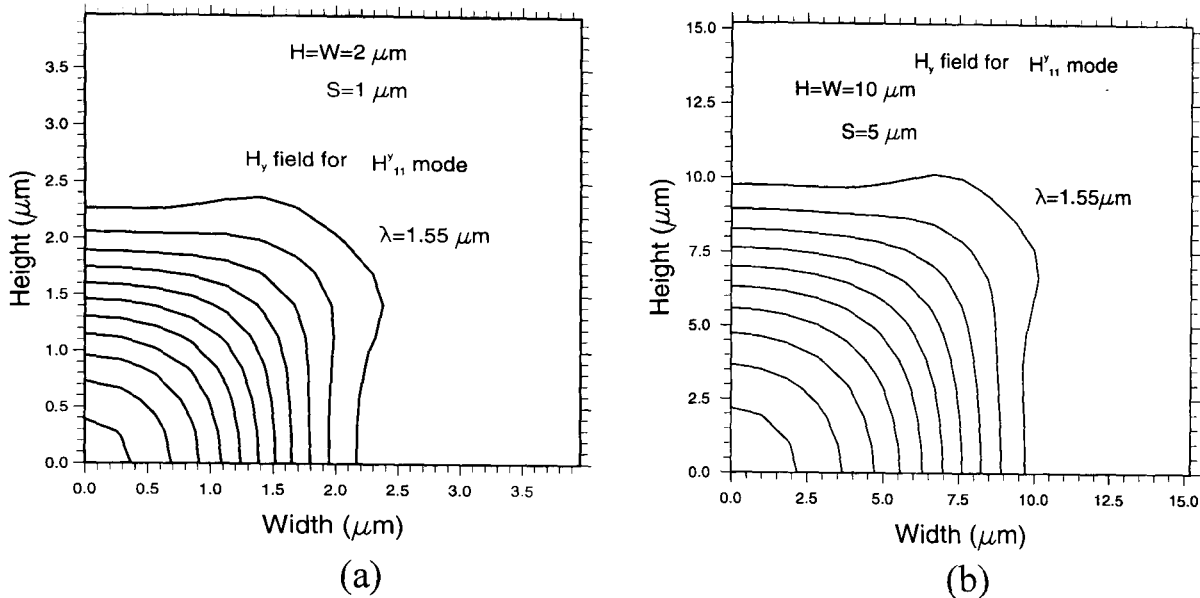 H=W=2 μm
S=1 μm
H_y field for H^y_11 mode
λ=1.55 μm
Height (μm)
3.5
3.0
2.5
2.0
1.5
1.0
0.5
0.0
0.0 0.5 1.0 1.5 2.0 2.5 3.0 3.5
Width (μm)
(a)
H_y field for H^y_11 mode
H=W=10 μm
S=5 μm
λ=1.55μm
Height (μm)
15.0
12.5
10.0
7.5
5.0
2.5
0.0
0.0 2.5 5.0 7.5 10.0 12.5 15.0
Width (μm)
(b)